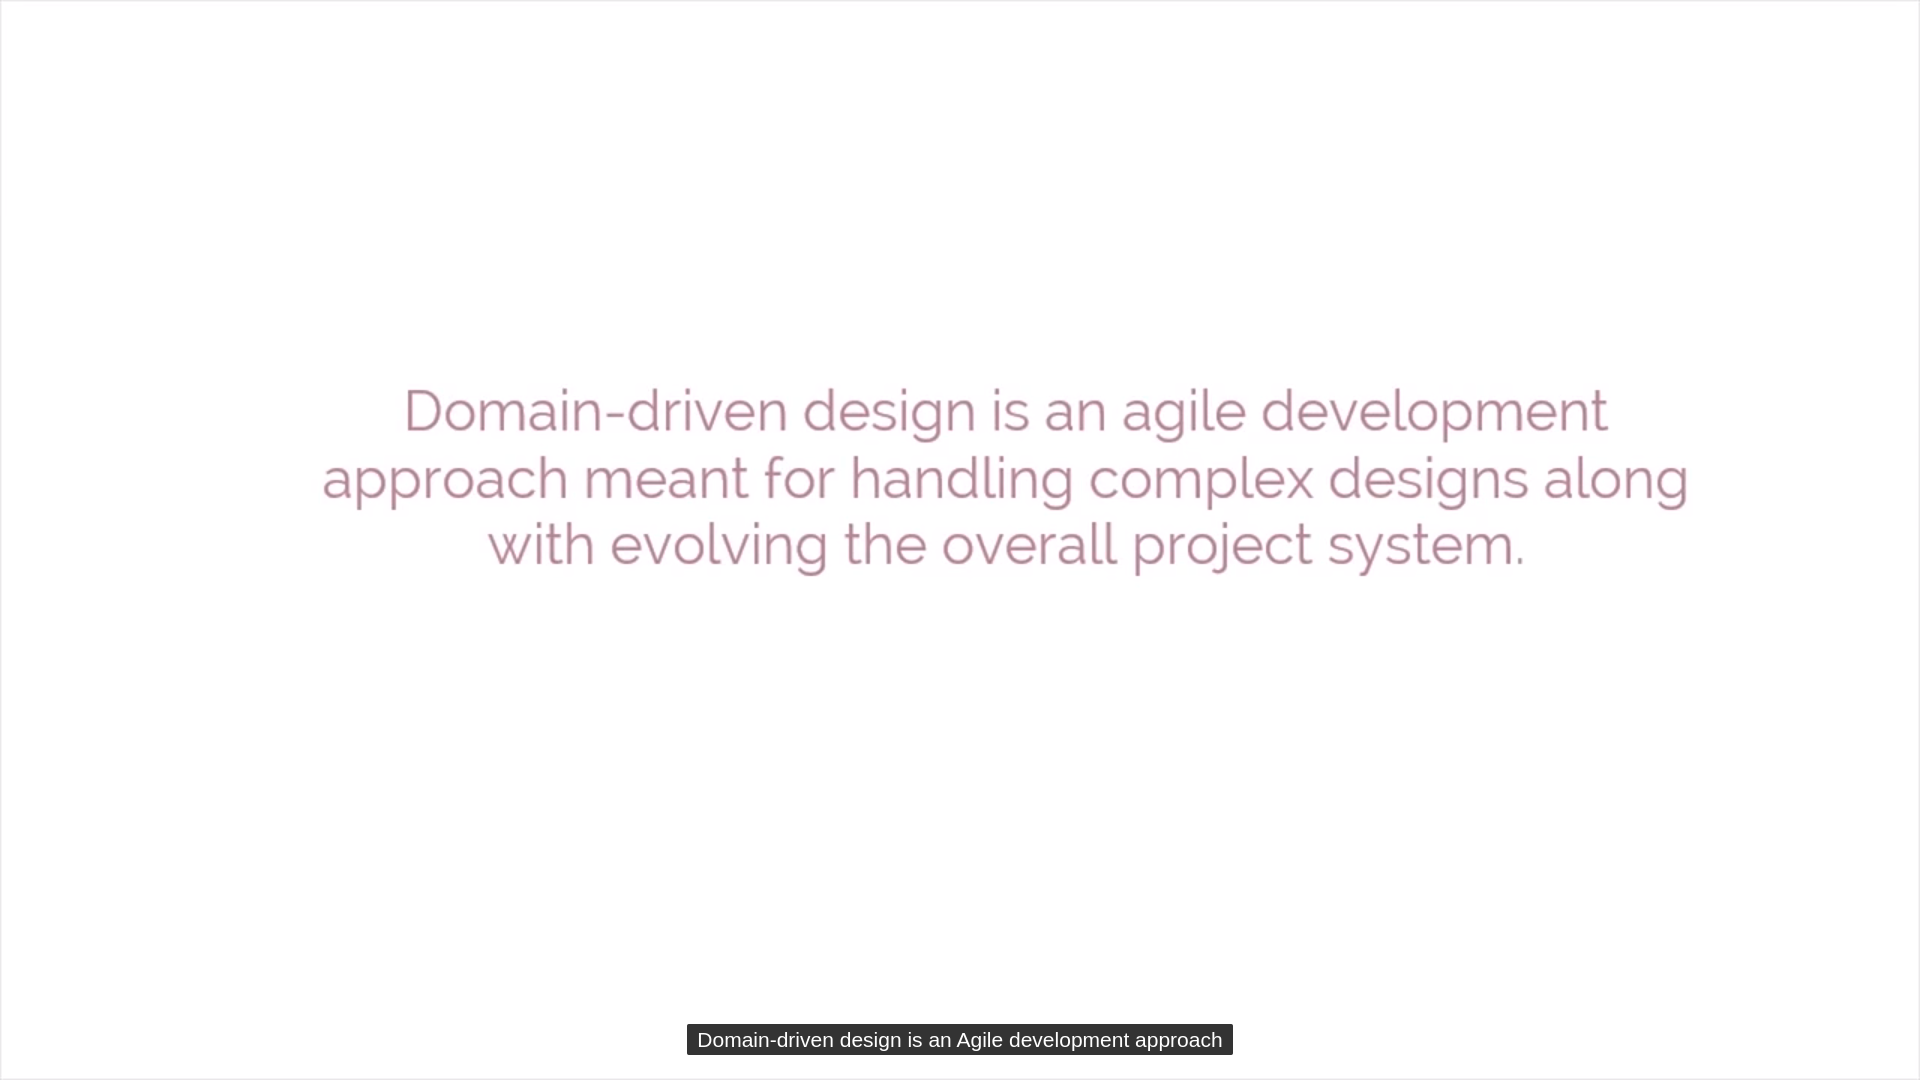 Domain-driven design is an agile development
approach meant for handling complex designs along
with evolving the overall project system.
Domain-driven design is an Agile development approach